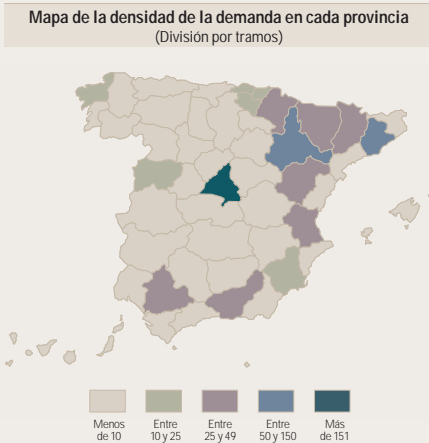 Mapa de la densidad de la demanda en cada provincia
(División por tramos)
Menos
de 10
Entre
10 y 25
Entre
25 y 49
Entre
50 y 150
Más
de 151